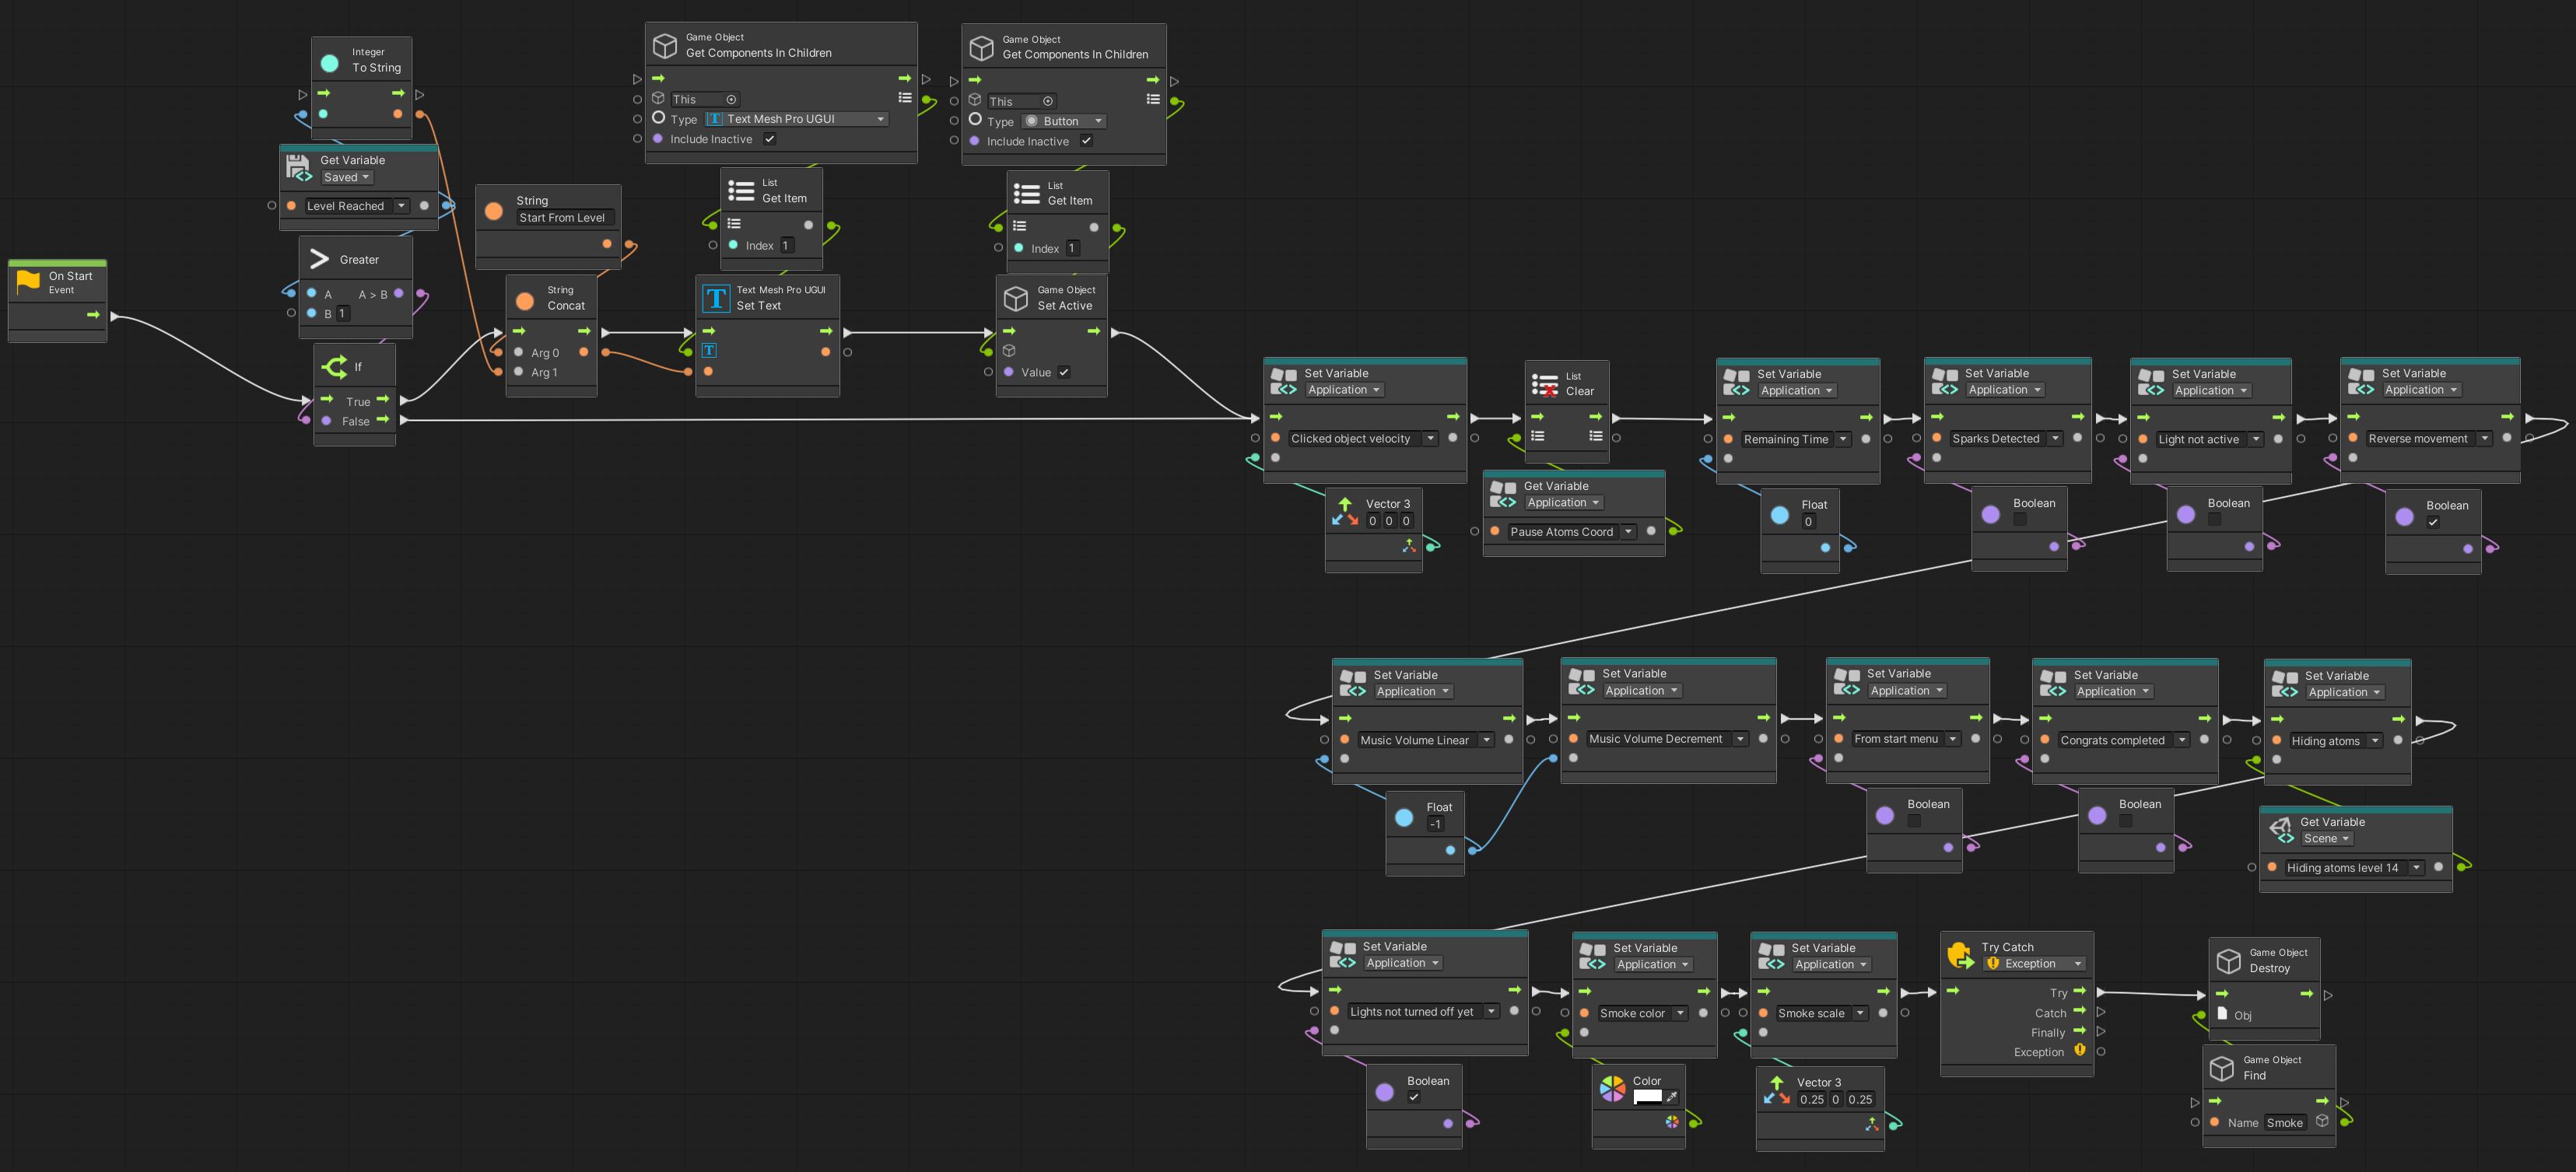 Integer
To String
Get Variable
Saved
Level Reached
Greater
A
A > B
B 1
On Start
Event
If
True
False
String
Start From Level
String
Concat
Arg 0
Arg 1
Game Object
Get Components In Children
This
Type Text Mesh Pro UGUI
Include Inactive
List
Get Item
Index 1
Text Mesh Pro UGUI
Set Text
Game Object
Get Components In Children
This
Type Button
Include Inactive
List
Get Item
Index 1
Game Object
Set Active
Value
Set Variable
Application
Clicked object velocity
Vector 3
0 0 0
List
Clear
Get Variable
Application
Pause Atoms Coord
Set Variable
Application
Remaining Time
Float
0
Set Variable
Application
Sparks Detected
Boolean
Set Variable
Application
Light not active
Boolean
Set Variable
Application
Reverse movement
Boolean
Set Variable
Application
Music Volume Linear
Float
-1
Set Variable
Application
Music Volume Decrement
Set Variable
Application
From start menu
Boolean
Set Variable
Application
Congrats completed
Boolean
Set Variable
Application
Hiding atoms
Get Variable
Scene
Hiding atoms level 14
Set Variable
Application
Lights not turned off yet
Boolean
Set Variable
Application
Smoke color
Color
Set Variable
Application
Smoke scale
Vector 3
0.25 0 0.25
Try Catch
Exception
Try
Catch
Finally
Exception
Game Object
Destroy
Obj
Game Object
Find
Name Smoke